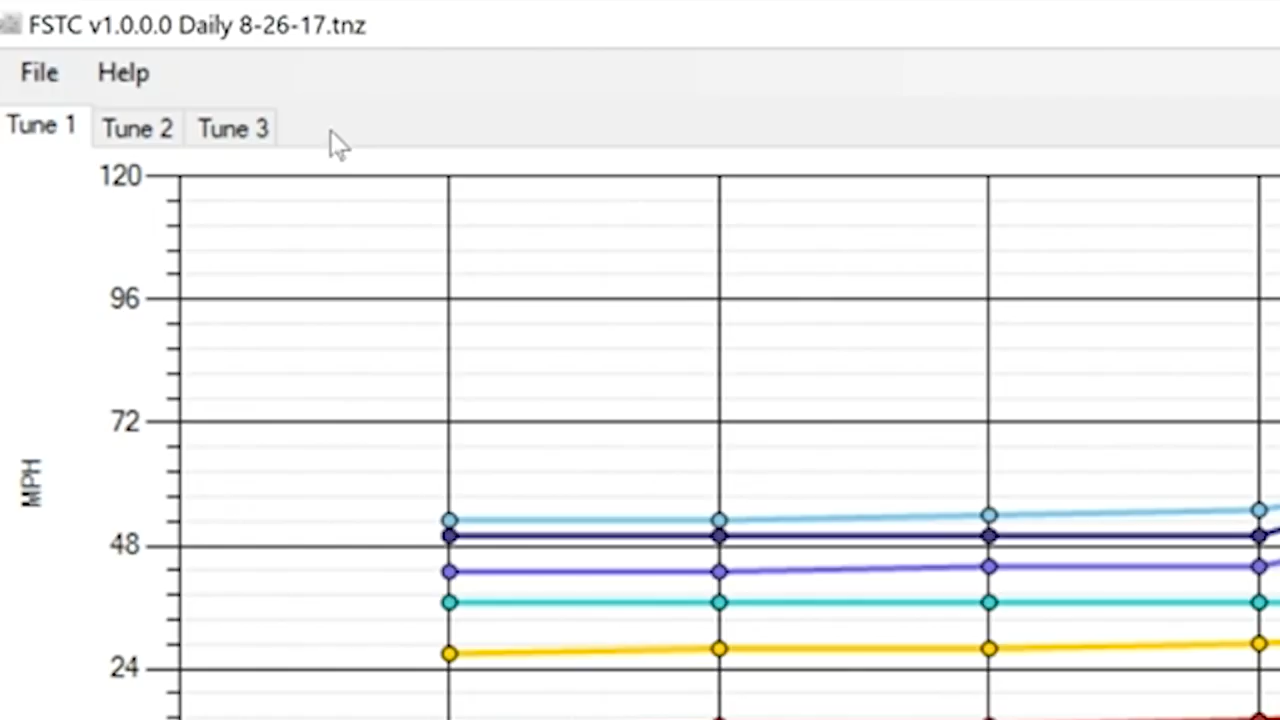 FSTC v1.0.0.0 Daily 8-26-17.tnz
File Help
Tune 1 Tune 2 Tune 3
120
96
72
MPH
48
24